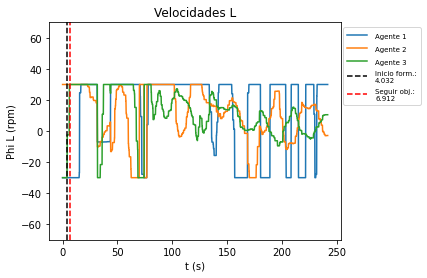 Velocidades L
Phi L (rpm)
60
40
20
0
−20
−40
−60
0
50
100
150
200
250
t (s)
Agente 1
Agente 2
Agente 3
Inicio form.:
4.032
Seguir obj.:
6.912